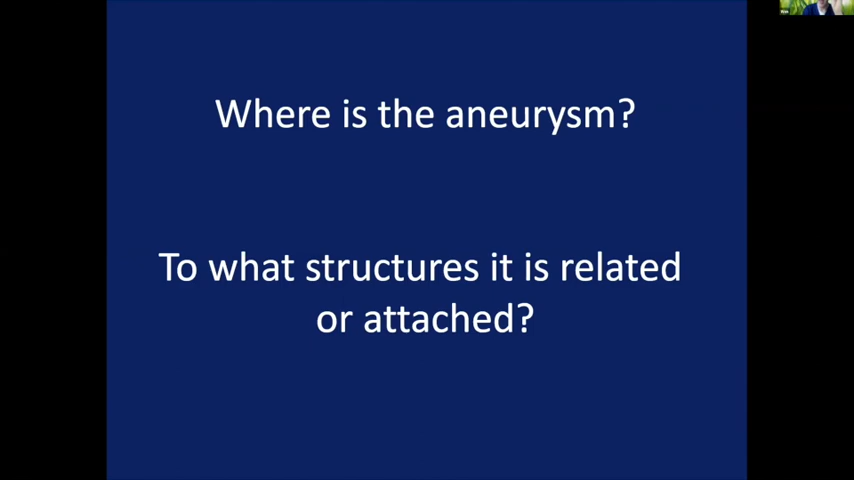 Where is the aneurysm?
To what structures it is related
or attached?